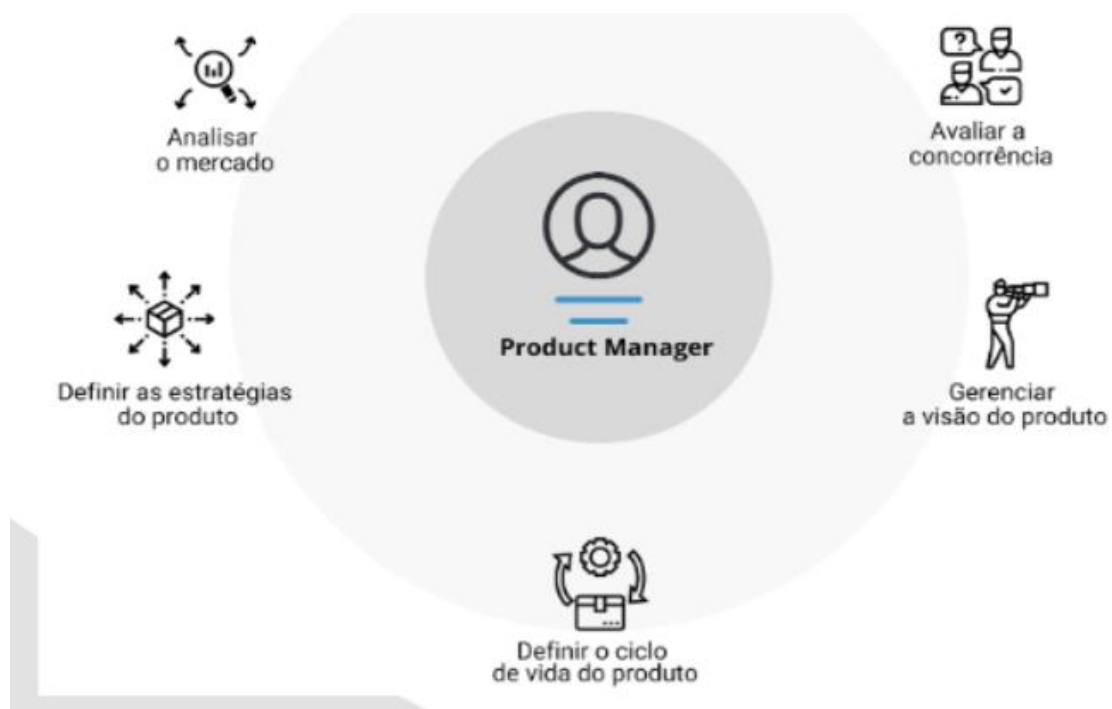 Analisar
o mercado
Avaliar a
concorrência
Product Manager
Definir as estratégias
do produto
Gerenciar
a visão do produto
Definir o ciclo
de vida do produto